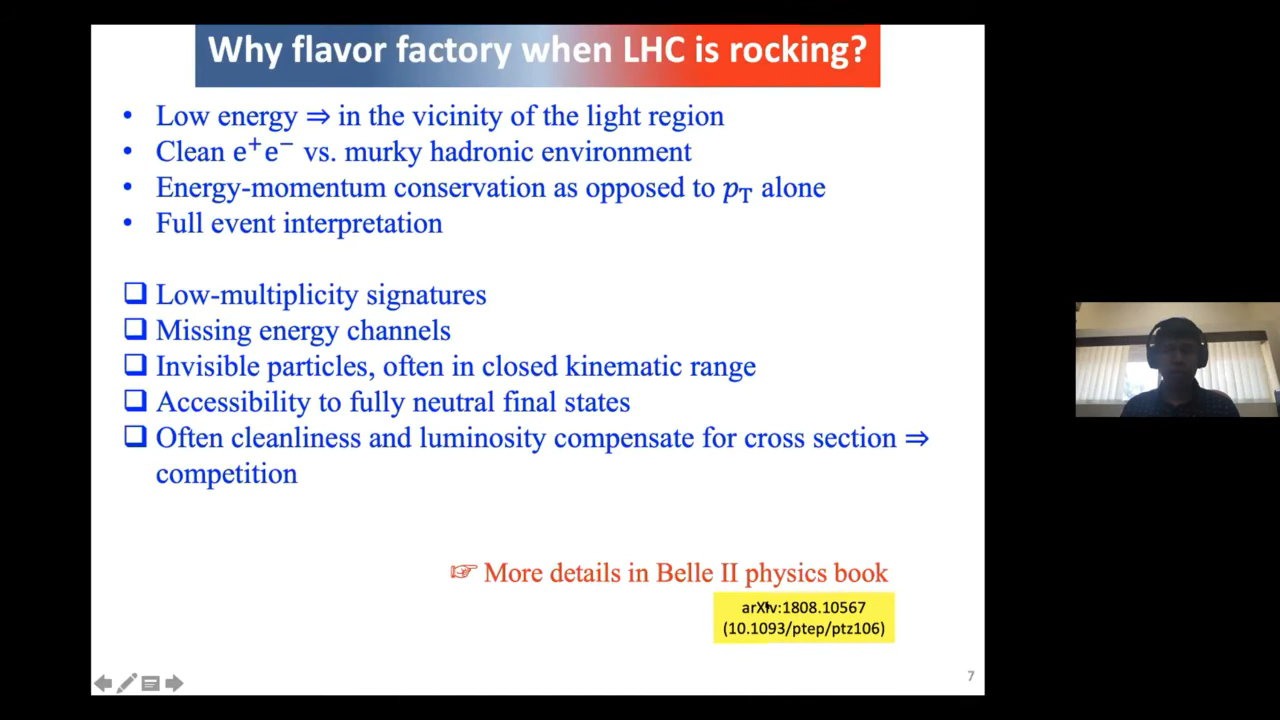 Why flavor factory when LHC is rocking?
• Low energy ⇒ in the vicinity of the light region
• Clean e⁺e⁻ vs. murky hadronic environment
• Energy-momentum conservation as opposed to p_T alone
• Full event interpretation
❑ Low-multiplicity signatures
❑ Missing energy channels
❑ Invisible particles, often in closed kinematic range
❑ Accessibility to fully neutral final states
❑ Often cleanliness and luminosity compensate for cross section ⇒
competition
☞ More details in Belle II physics book
arXiv:1808.10567
(10.1093/ptep/ptz106)
7